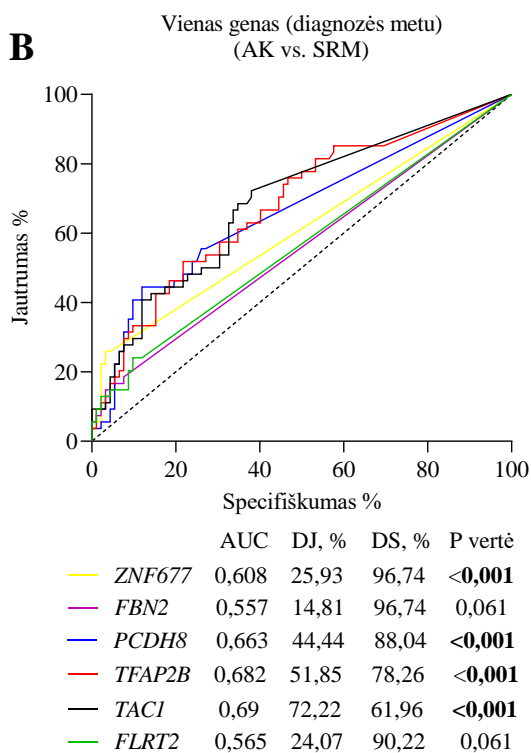 Vienas genas (diagnozės metu)
B
(AK vs. SRM)
100
80
60
40
20
0
Jautrumas %
0 20 40 60 80 100
Specifiškumas %
AUC DJ, % DS, % P vertė
ZNF677 0,608 25,93 96,74 <0,001
FBN2 0,557 14,81 96,74 0,061
PCDH8 0,663 44,44 88,04 <0,001
TFAP2B 0,682 51,85 78,26 <0,001
TAC1 0,69 72,22 61,96 <0,001
FLRT2 0,565 24,07 90,22 0,061